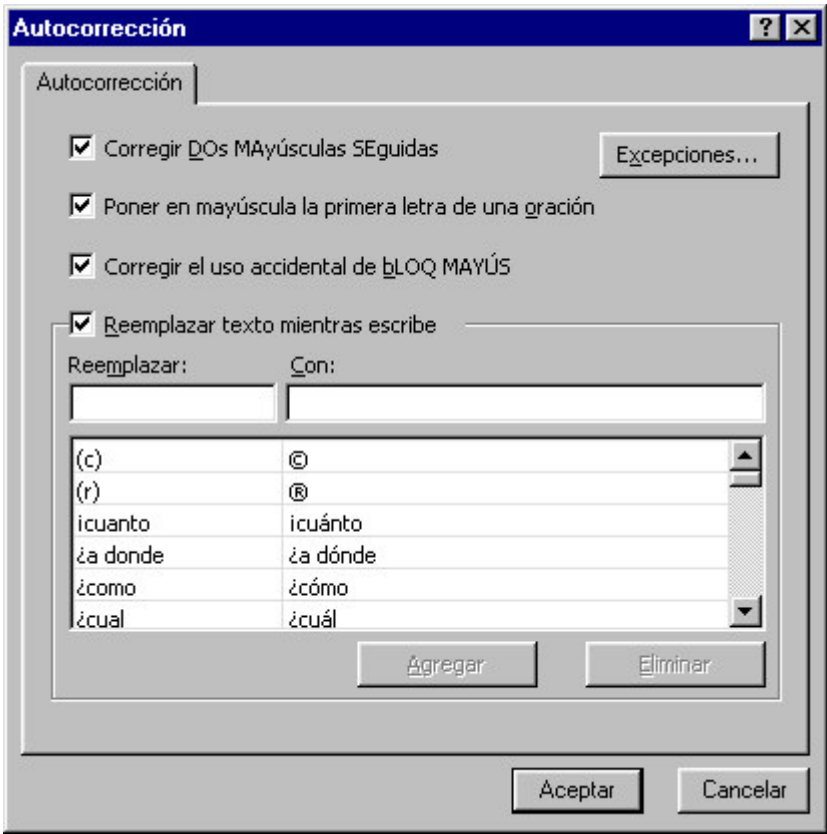 Autocorrección
Autocorrección
Corregir DOs MAyúsculas SEguidas
Excepciones...
Poner en mayúscula la primera letra de una oración
Corregir el uso accidental de bLOQ MAYÚS
Reemplazar texto mientras escribe
Reemplazar: Con:
(c) ©
(r) ®
¡cuanto ¡cuánto
¿a donde ¿a dónde
¿como ¿cómo
¿cual ¿cuál
Agregar Eliminar
Aceptar Cancelar